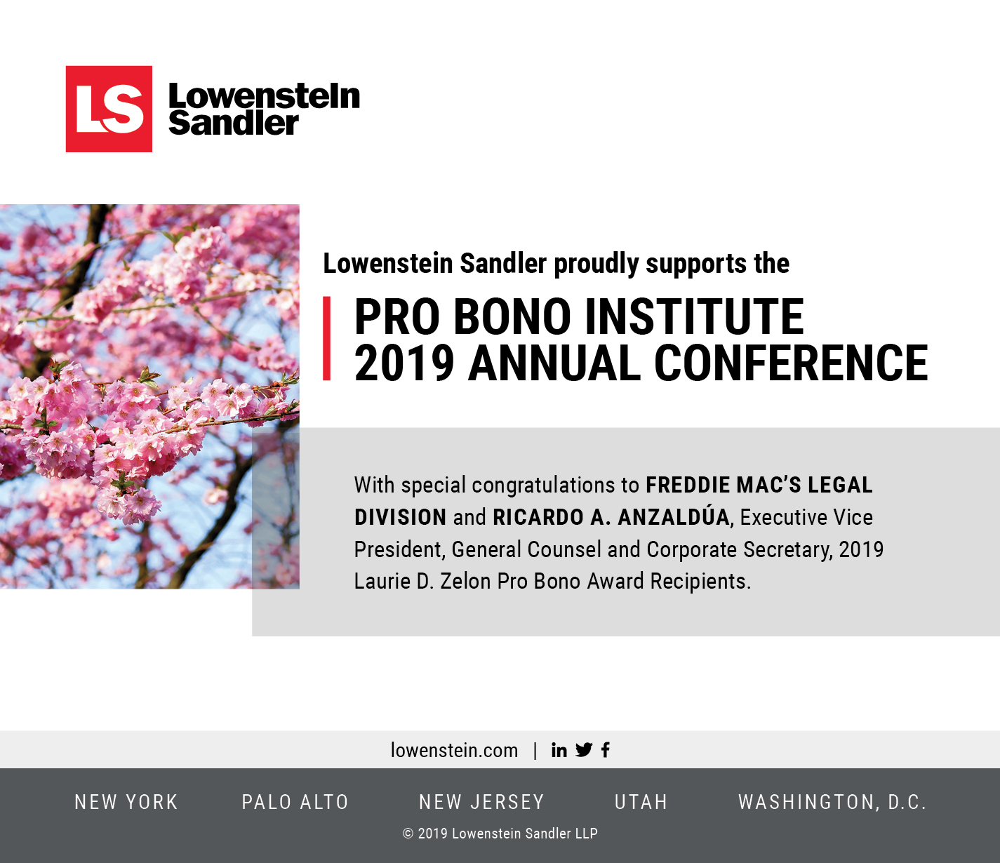 LS
Lowenstein
Sandler
Lowenstein Sandler proudly supports the
PRO BONO INSTITUTE
2019 ANNUAL CONFERENCE
With special congratulations to FREDDIE MAC’S LEGAL
DIVISION and RICARDO A. ANZALDÚA, Executive Vice
President, General Counsel and Corporate Secretary, 2019
Laurie D. Zelon Pro Bono Award Recipients.
lowenstein.com | in f
NEW YORK PALO ALTO NEW JERSEY UTAH WASHINGTON, D.C.
© 2019 Lowenstein Sandler LLP